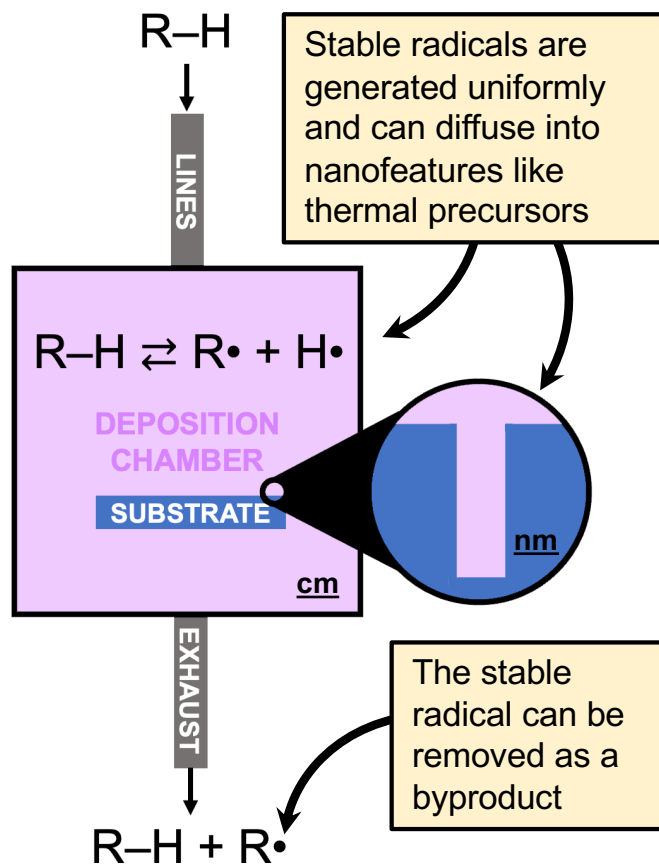 R–H
Stable radicals are
generated uniformly
and can diffuse into
nanofeatures like
thermal precursors
LINES
R–H ⇄ R• + H•
DEPOSITION
CHAMBER
SUBSTRATE
cm
nm
EXHAUST
The stable
radical can be
removed as a
byproduct
R–H + R•